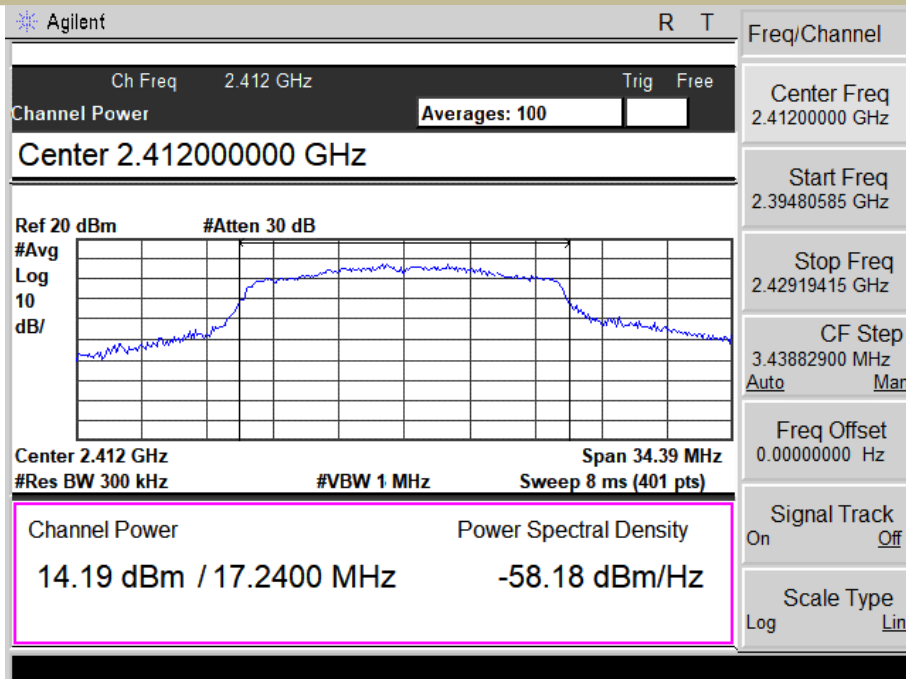 Agilent R T
Ch Freq 2.412 GHz Trig Free
Channel Power Averages: 100
Center 2.412000000 GHz
Ref 20 dBm #Atten 30 dB
#Avg
Log
10
dB/
Center 2.412 GHz Span 34.39 MHz
#Res BW 300 kHz #VBW 1 MHz Sweep 8 ms (401 pts)
Channel Power Power Spectral Density
14.19 dBm / 17.2400 MHz -58.18 dBm/Hz
Freq/Channel
Center Freq
2.41200000 GHz
Start Freq
2.39480585 GHz
Stop Freq
2.42919415 GHz
CF Step
3.43882900 MHz
Auto Man
Freq Offset
0.00000000 Hz
Signal Track
On Off
Scale Type
Log Lin